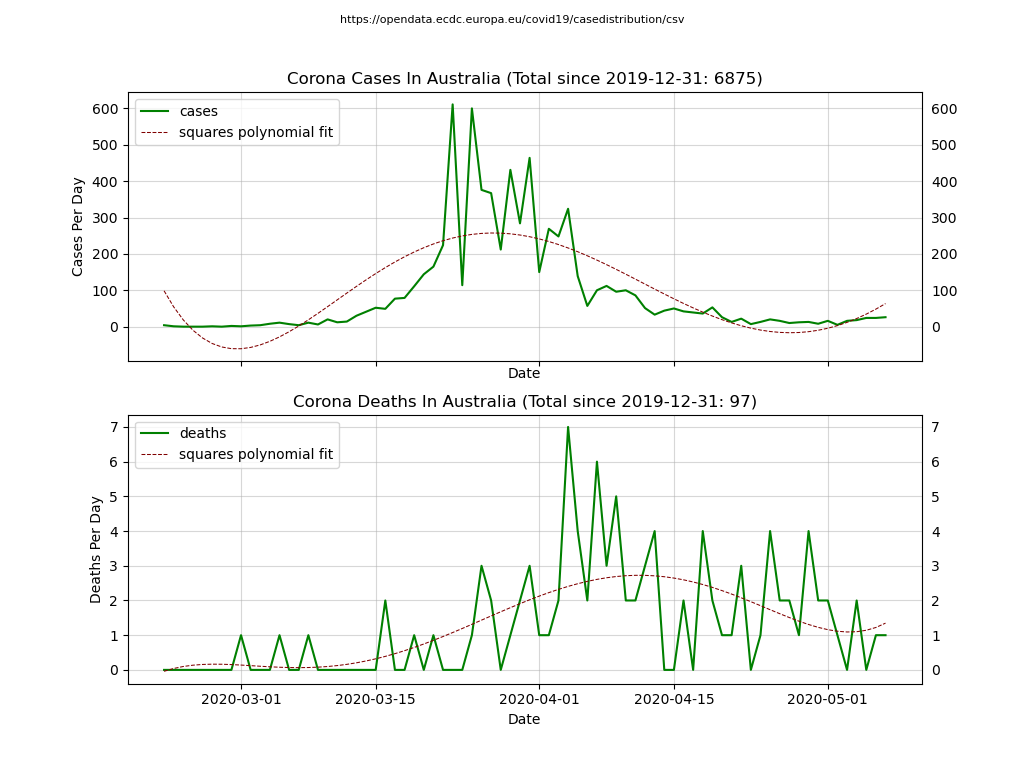 https://opendata.ecdc.europa.eu/covid19/casedistribution/csv
Corona Cases In Australia (Total since 2019-12-31: 6875)
cases
squares polynomial fit
Cases Per Day
600
500
400
300
200
100
0
600
500
400
300
200
100
0
Date
Corona Deaths In Australia (Total since 2019-12-31: 97)
deaths
squares polynomial fit
Deaths Per Day
7
6
5
4
3
2
1
0
7
6
5
4
3
2
1
0
2020-03-01 2020-03-15 2020-04-01 2020-04-15 2020-05-01
Date